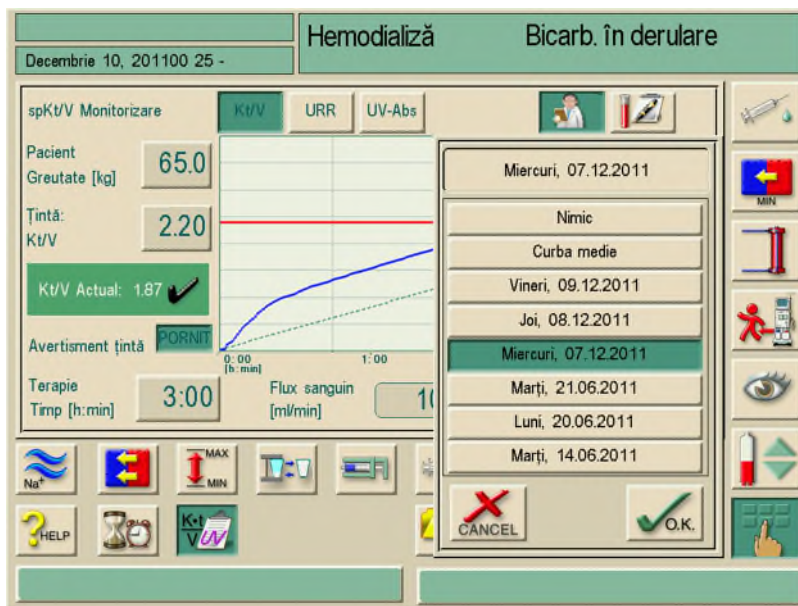 Hemodializă Bicarb. în derulare
Decembrie 10, 201100 25 -
spKt/V Monitorizare
Kt/V URR UV-Abs
Pacient
Greutate [kg] 65.0
Țintă:
Kt/V 2.20
Kt/V Actual: 1.87
Avertisment țintă PORNIT
0:00 1:00
[h:min]
Terapie
Timp [h:min] 3:00
Flux sanguin
[ml/min] 10
Miercuri, 07.12.2011
Nimic
Curba medie
Vineri, 09.12.2011
Joi, 08.12.2011
Miercuri, 07.12.2011
Marți, 21.06.2011
Luni, 20.06.2011
Marți, 14.06.2011
CANCEL O.K.
MIN
Na+
MAX
MIN
HELP
K•t
V UV